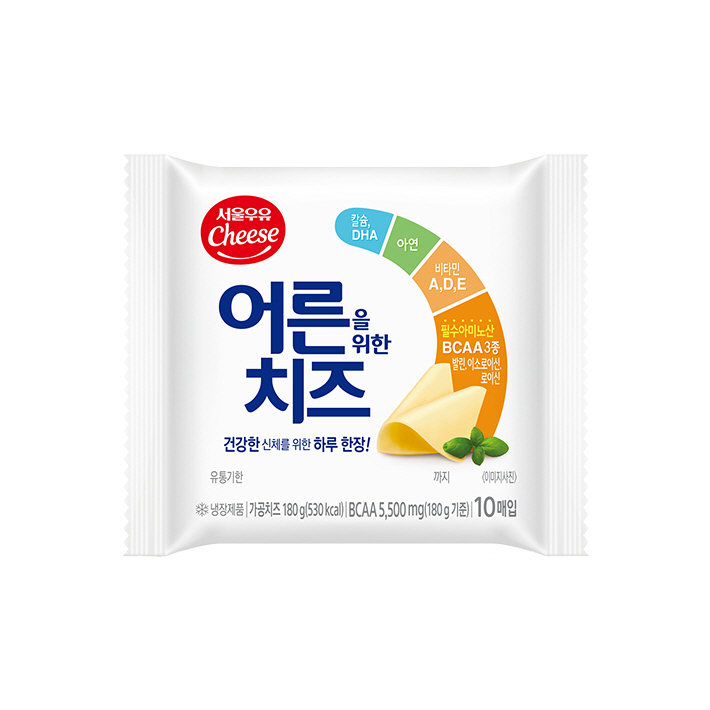 서울우유
Cheese
칼슘,
DHA
아연
비타민
A,D,E
필수아미노산
BCAA 3종
발린, 이소로이신,
로이신
어른을
위한
치즈
건강한 신체를 위한 하루 한장!
유통기한 까지 (이미지사진)
냉장제품 | 가공치즈 180 g(530 kcal) | BCAA 5,500 mg(180 g 기준) | 10매입